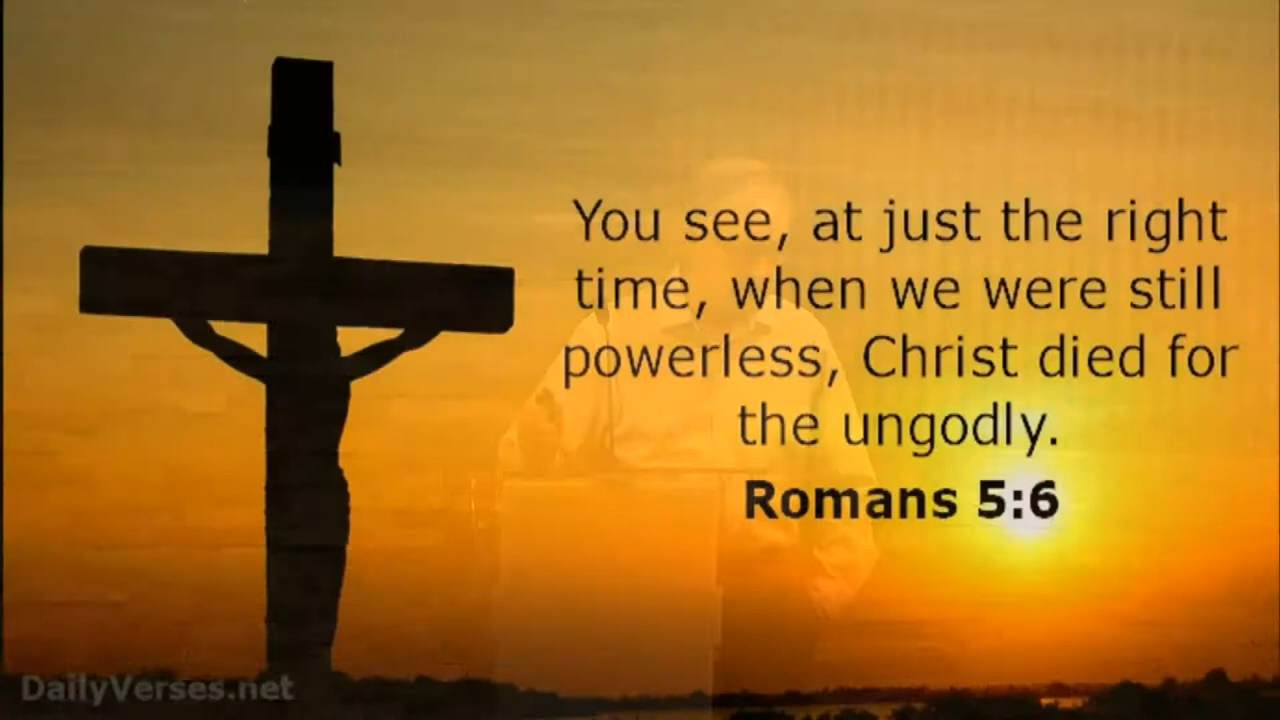 You see, at just the right
time, when we were still
powerless, Christ died for
the ungodly.
Romans 5:6
DailyVerses.net